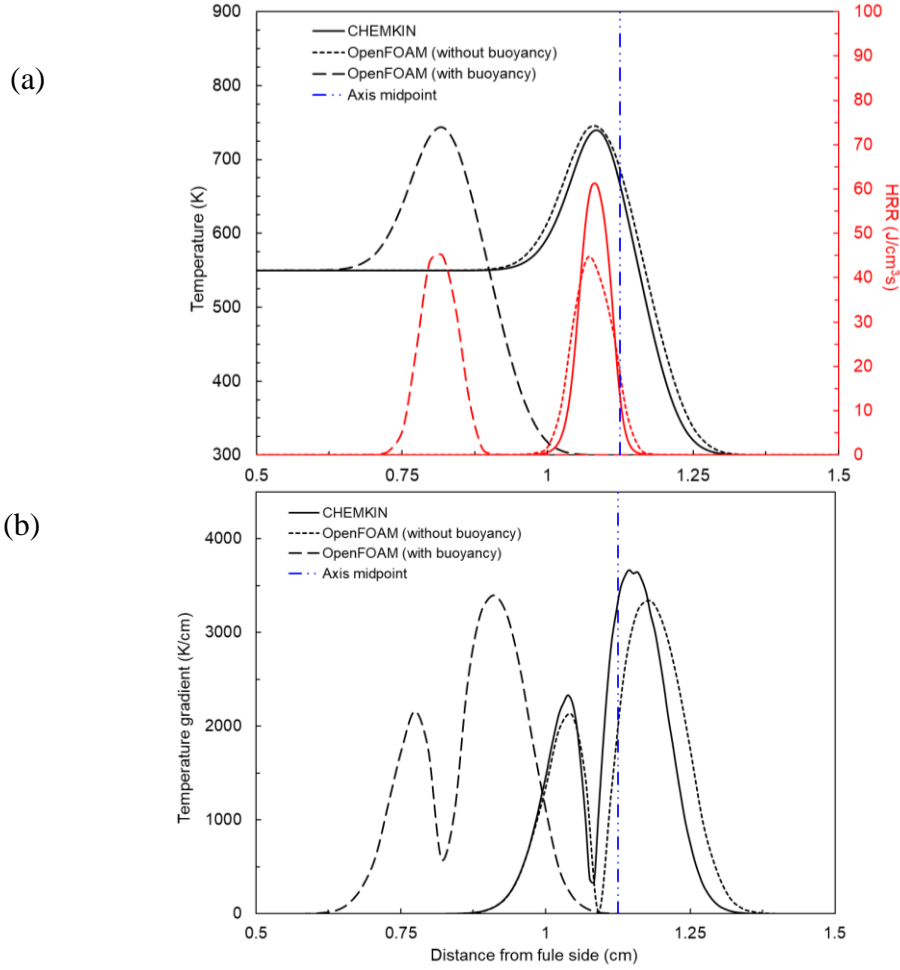 (a)
900
800
700
600
500
400
300
Temperature (K)
CHEMKIN
OpenFOAM (without buoyancy)
OpenFOAM (with buoyancy)
Axis midpoint
100
90
80
70
60
50
40
30
20
10
0
HRR (J/cm³s)
0.5
0.75
1
1.25
1.5
(b)
4000
3000
2000
1000
0
Temperature gradient (K/cm)
CHEMKIN
OpenFOAM (without buoyancy)
OpenFOAM (with buoyancy)
Axis midpoint
0.5
0.75
1
1.25
1.5
Distance from fule side (cm)